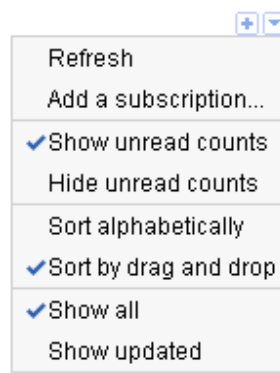 Refresh
Add a subscription...
Show unread counts
Hide unread counts
Sort alphabetically
Sort by drag and drop
Show all
Show updated